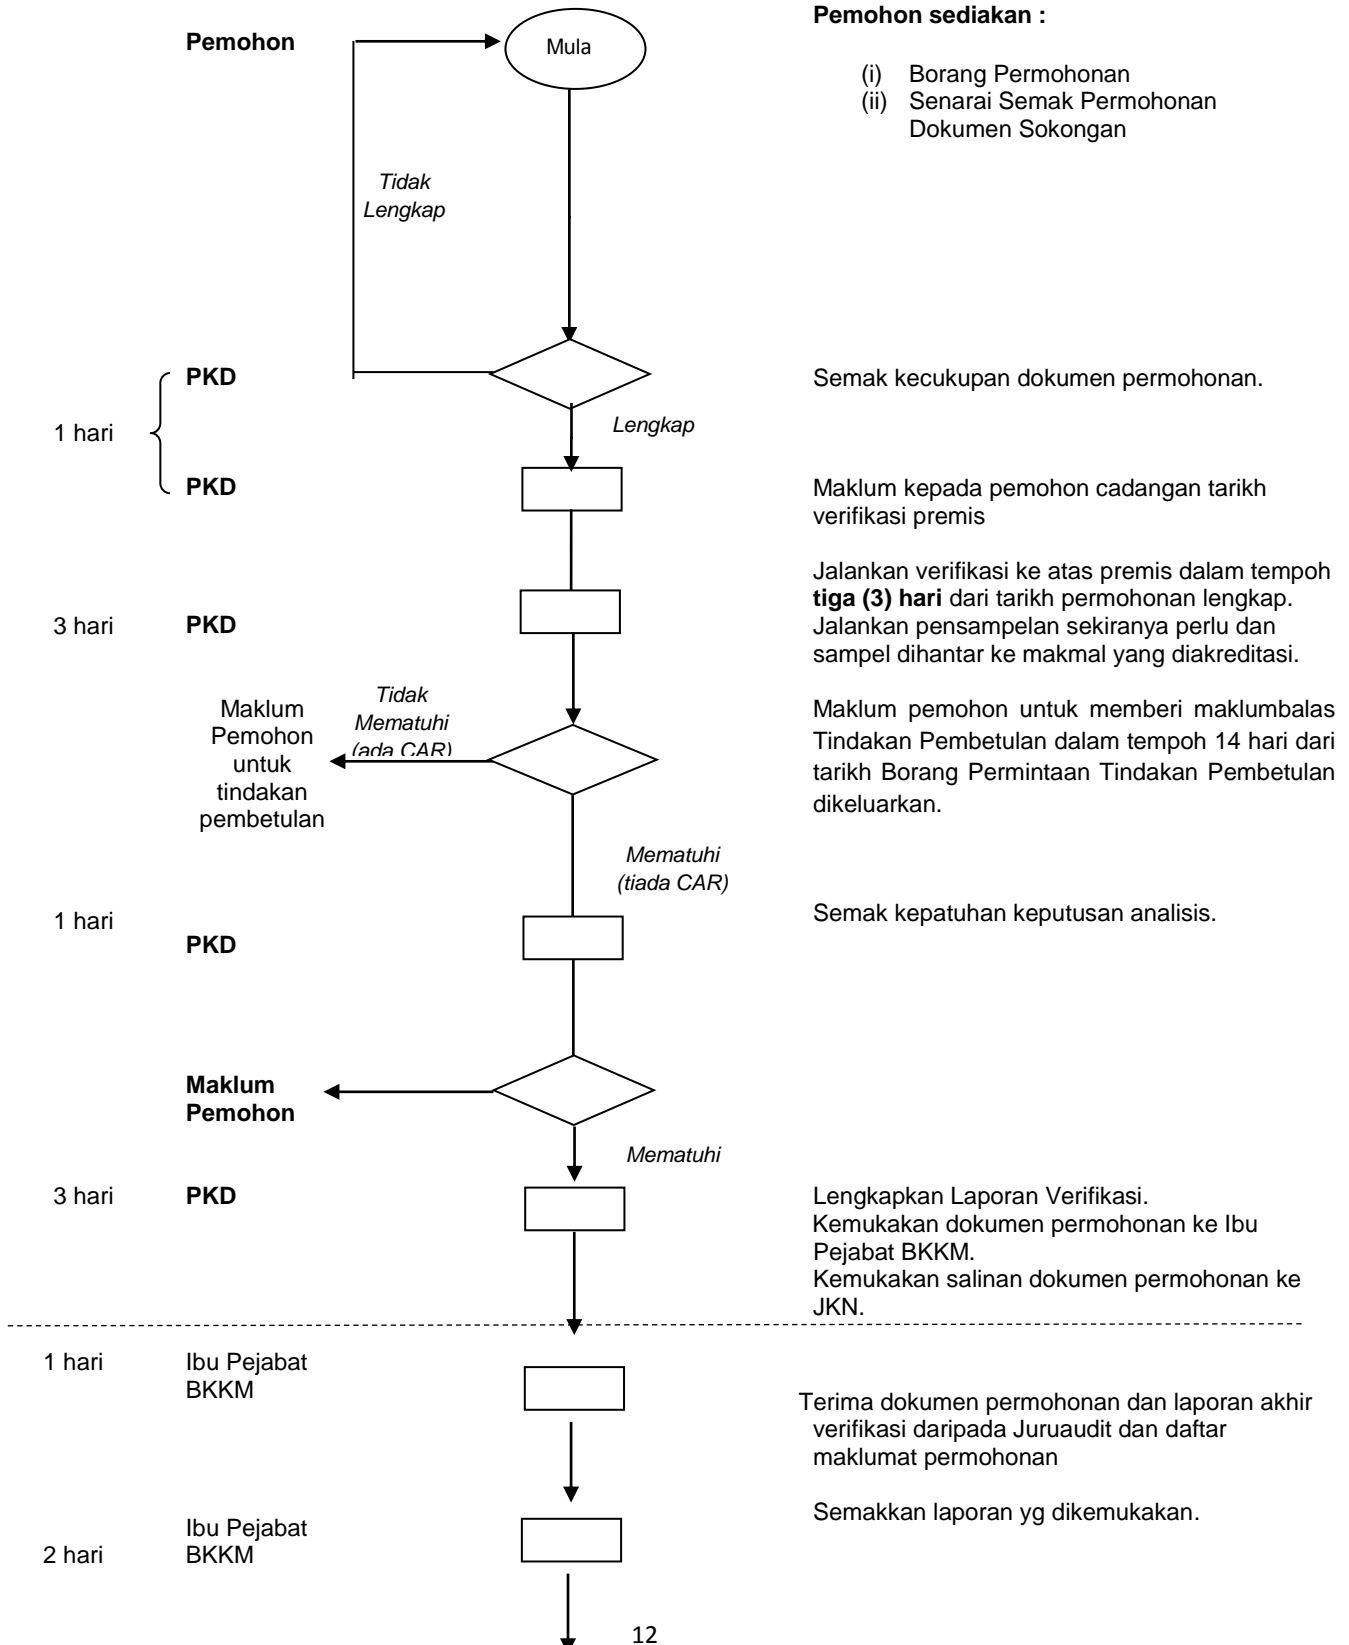 Pemohon sediakan :
Pemohon
Mula
(i) Borang Permohonan
(ii) Senarai Semak Permohonan
Dokumen Sokongan
Tidak
Lengkap
PKD
Semak kecukupan dokumen permohonan.
1 hari
Lengkap
PKD
Maklum kepada pemohon cadangan tarikh
verifikasi premis
Jalankan verifikasi ke atas premis dalam tempoh
tiga (3) hari dari tarikh permohonan lengkap.
Jalankan pensampelan sekiranya perlu dan
sampel dihantar ke makmal yang diakreditasi.
3 hari
PKD
Maklum
Pemohon
untuk
tindakan
pembetulan
Tidak
Mematuhi
(ada CAR)
Maklum pemohon untuk memberi maklumbalas
Tindakan Pembetulan dalam tempoh 14 hari dari
tarikh Borang Permintaan Tindakan Pembetulan
dikeluarkan.
Mematuhi
(tiada CAR)
1 hari
PKD
Semak kepatuhan keputusan analisis.
Maklum
Pemohon
Mematuhi
3 hari
PKD
Lengkapkan Laporan Verifikasi.
Kemukakan dokumen permohonan ke Ibu
Pejabat BKKM.
Kemukakan salinan dokumen permohonan ke
JKN.
1 hari
Ibu Pejabat
BKKM
Terima dokumen permohonan dan laporan akhir
verifikasi daripada Juruaudit dan daftar
maklumat permohonan
Semakkan laporan yg dikemukakan.
Ibu Pejabat
BKKM
2 hari
12